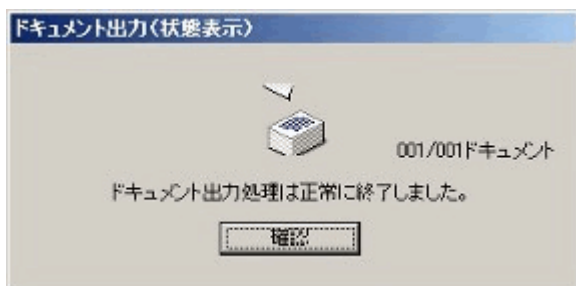 ドキュメント出力(状態表示)
001/001ドキュメント
ドキュメント出力処理は正常に終了しました。
確認